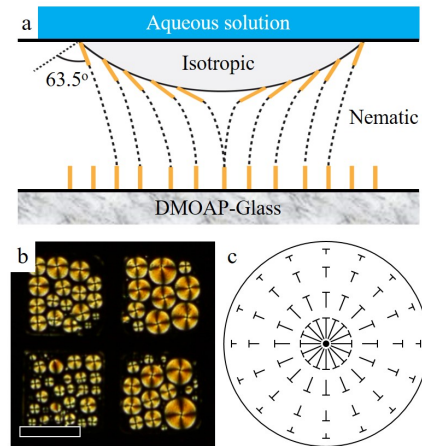 a
Aqueous solution
Isotropic
63.5°
Nematic
DMOAP-Glass
b
c